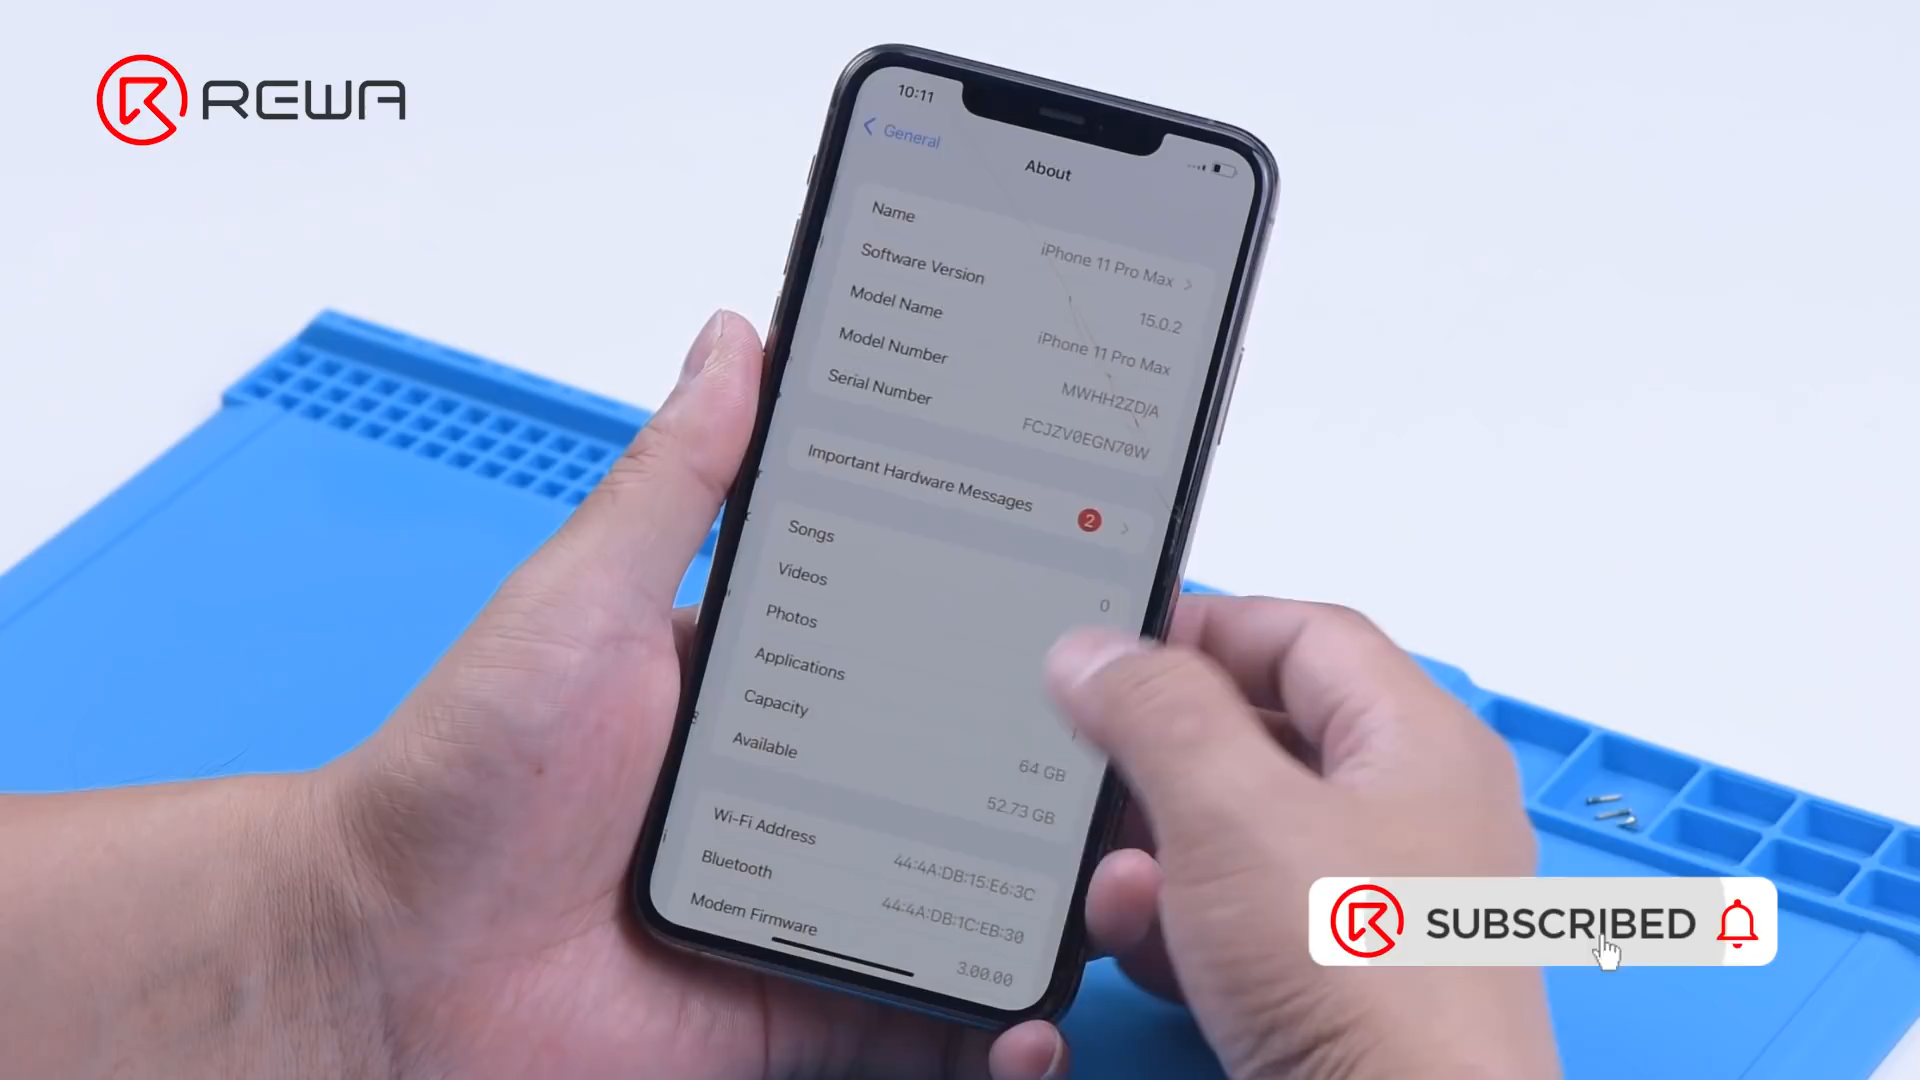 REWA
10:11
General
About
Name
iPhone 11 Pro Max
Software Version
15.0.2
Model Name
iPhone 11 Pro Max
Model Number
MWHH2ZD/A
Serial Number
FCJZV0EGN70W
Important Hardware Messages
2
Songs
0
Videos
Photos
Applications
Capacity
64 GB
Available
52.73 GB
Wi-Fi Address
44:4A:DB:15:E6:3C
Bluetooth
44:4A:DB:1C:EB:30
Modem Firmware
3.00.00
SUBSCRIBED